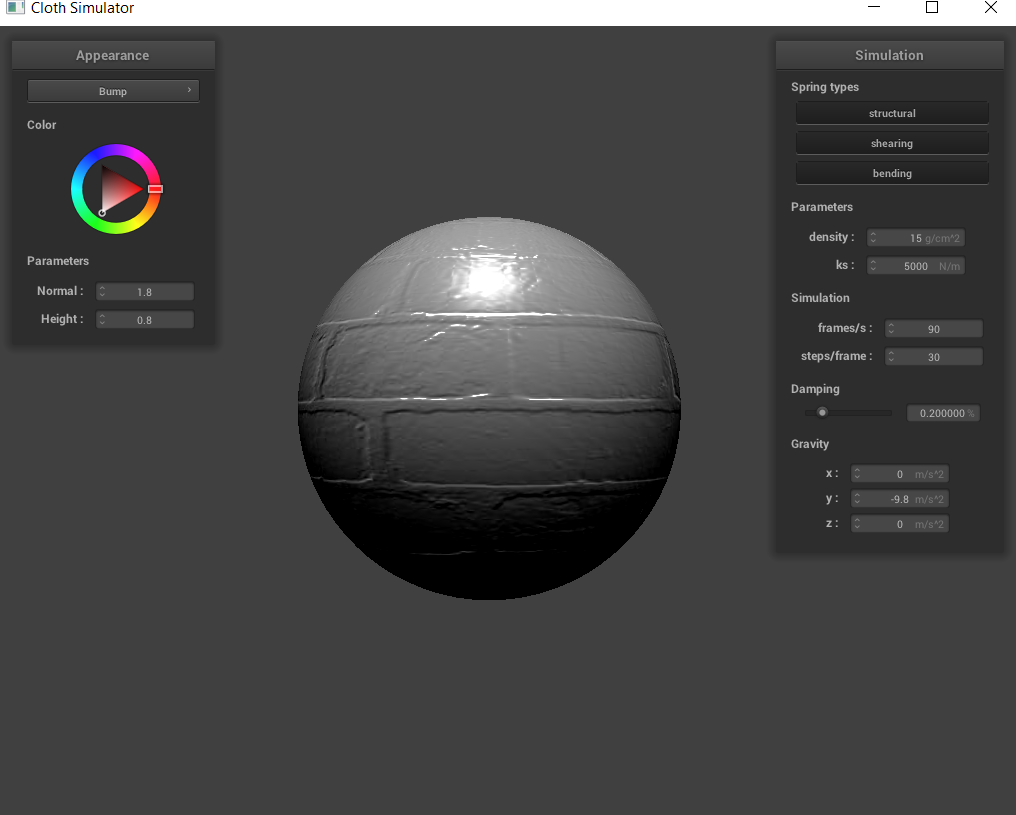 Cloth Simulator
Appearance
Bump
Color
Parameters
Normal : 1.8
Height : 0.8
Simulation
Spring types
structural
shearing
bending
Parameters
density : 15 g/cm^2
ks : 5000 N/m
Simulation
frames/s : 90
steps/frame : 30
Damping
0.200000 %
Gravity
x : 0 m/s^2
y : -9.8 m/s^2
z : 0 m/s^2